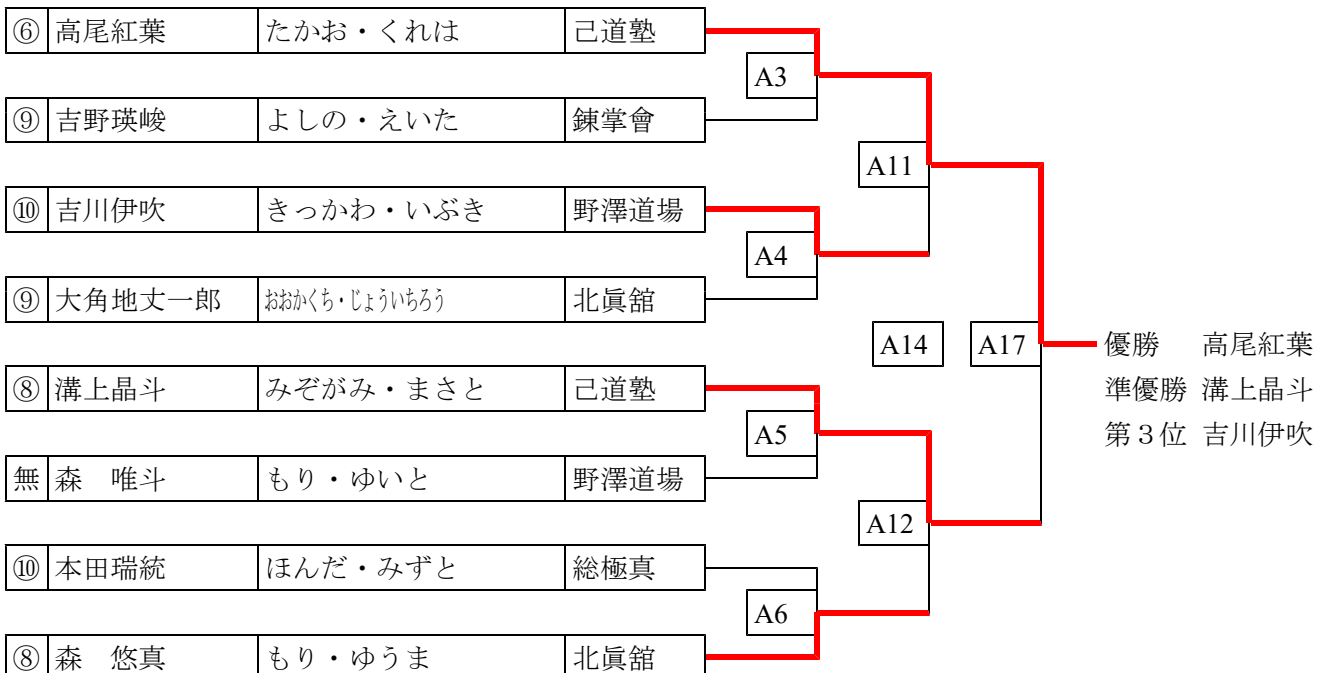 ⑥ 高尾紅葉 たかお・くれは 己道塾
A3
⑨ 吉野瑛峻 よしの・えいた 錬掌會
A11
⑩ 吉川伊吹 きっかわ・いぶき 野澤道場
A4
⑨ 大角地丈一郎 おおかくち・じょういちろう 北眞舘
A14 A17 優勝 高尾紅葉
⑧ 溝上晶斗 みぞがみ・まさと 己道塾
準優勝 溝上晶斗
A5
第3位 吉川伊吹
無 森 唯斗 もり・ゆいと 野澤道場
A12
⑩ 本田瑞統 ほんだ・みずと 総極真
A6
⑧ 森 悠真 もり・ゆうま 北眞舘